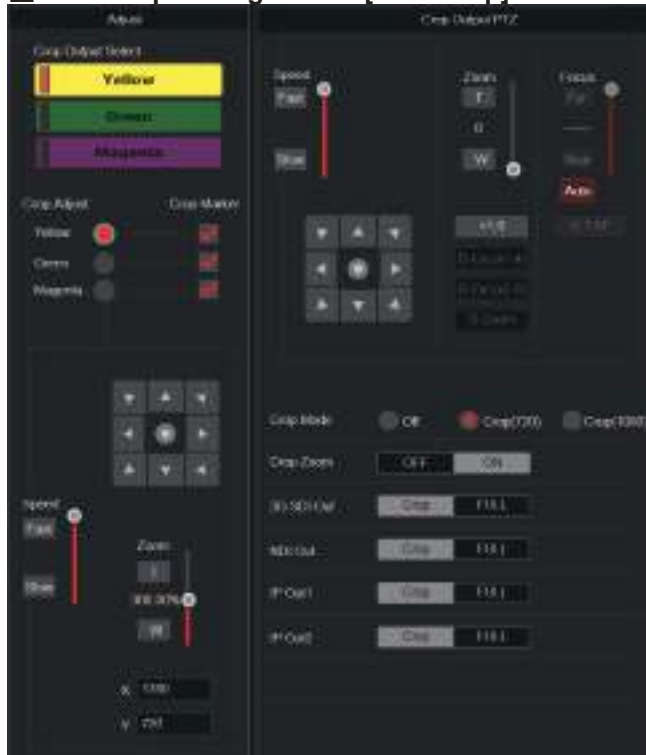 Adjust
Crop Output Select
Yellow
Green
Magenta
Crop Adjust
Crop Marker
Yellow
Green
Magenta
Speed
Fast
Slow
Zoom
T
W
X
Y 720
Crop Output PTZ
Speed
Fast
Slow
Zoom
T
0
W
Focus
Far
Near
Auto
Crop Mode
Off
Crop(720)
Crop(1080)
Crop Zoom
OFF
ON
3G SDI Out
Crop
FULL
NDI Out
Crop
FULL
IP Out1
Crop
FULL
IP Out2
Crop
FULL